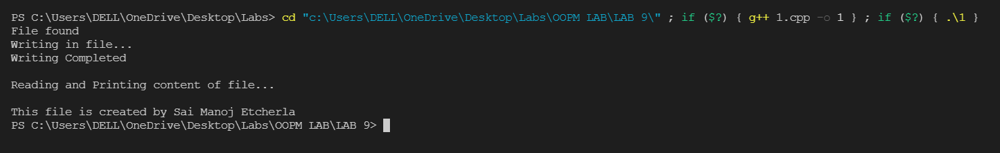 PS C:\Users\DELL\OneDrive\Desktop\Labs> cd "c:\Users\DELL\OneDrive\Desktop\Labs\OOPM LAB\LAB 9\" ; if ($?) { g++ 1.cpp -o 1 } ; if ($?) { .\1 }
File found
Writing in file...
Writing Completed
Reading and Printing content of file...
This file is created by Sai Manoj Etcherla
PS C:\Users\DELL\OneDrive\Desktop\Labs\OOPM LAB\LAB 9>